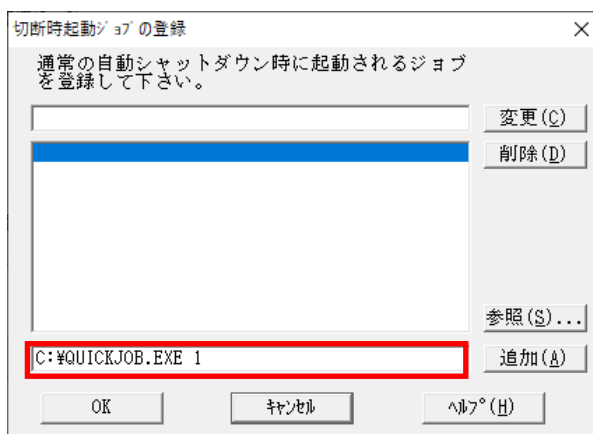 切断時起動ｼﾞｮﾌﾞの登録
通常の自動シャットダウン時に起動されるジョブ
を登録して下さい。
変更(C)
削除(D)
参照(S)...
C:¥QUICKJOB.EXE 1
追加(A)
OK
ｷｬﾝｾﾙ
ﾍﾙﾌﾟ(H)